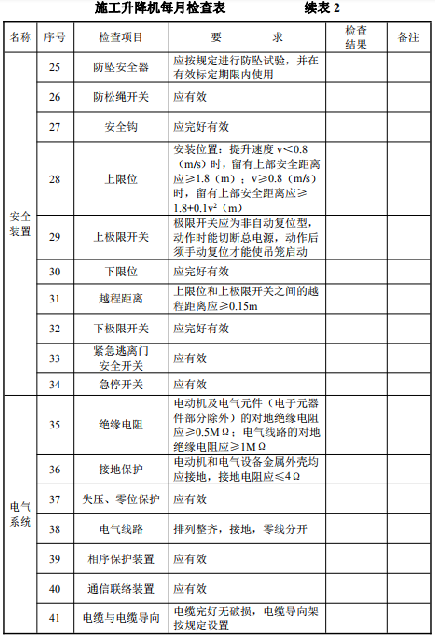 施工升降机每月检查表 续表 2
名称 序号 检查项目 要 求 检查结果 备注
安全装置
25 防坠安全器 应按规定进行防坠试验，并在
有效标定期限内使用
26 防松绳开关 应有效
27 安全钩 应完好有效
28 上限位 安装位置：提升速度 v＜0.8
（m/s）时，留有上部安全距离
应≥1.8（m）；v≥0.8（m/s）
时，留有上部安全距离应≥
1.8+0.1v²（m）
29 上极限开关 极限开关应为非自动复位型，
动作时能切断总电源，动作后
须手动复位才能使吊笼启动
30 下限位 应完好有效
31 越程距离 上限位和上极限开关之间的越
程距离应≥0.15m
32 下极限开关 应完好有效
33 紧急逃离门
安全开关 应有效
34 急停开关 应有效
电气系统
35 绝缘电阻 电动机及电气元件（电于元器
件部分除外）的对地绝缘电阻
应≥0.5MΩ；电气线路的对地
绝缘电阻应≥1MΩ
36 接地保护 电动机和电气设备金属外壳均
应接地，接地电阻应≤4Ω
37 失压、零位保护 应有效
38 电气线路 排列整齐，接地，零线分开
39 相序保护装置 应有效
40 通信联络装置 应有效
41 电缆与电缆导向 电缆完灯无破损，电缆导向架
按规定设置